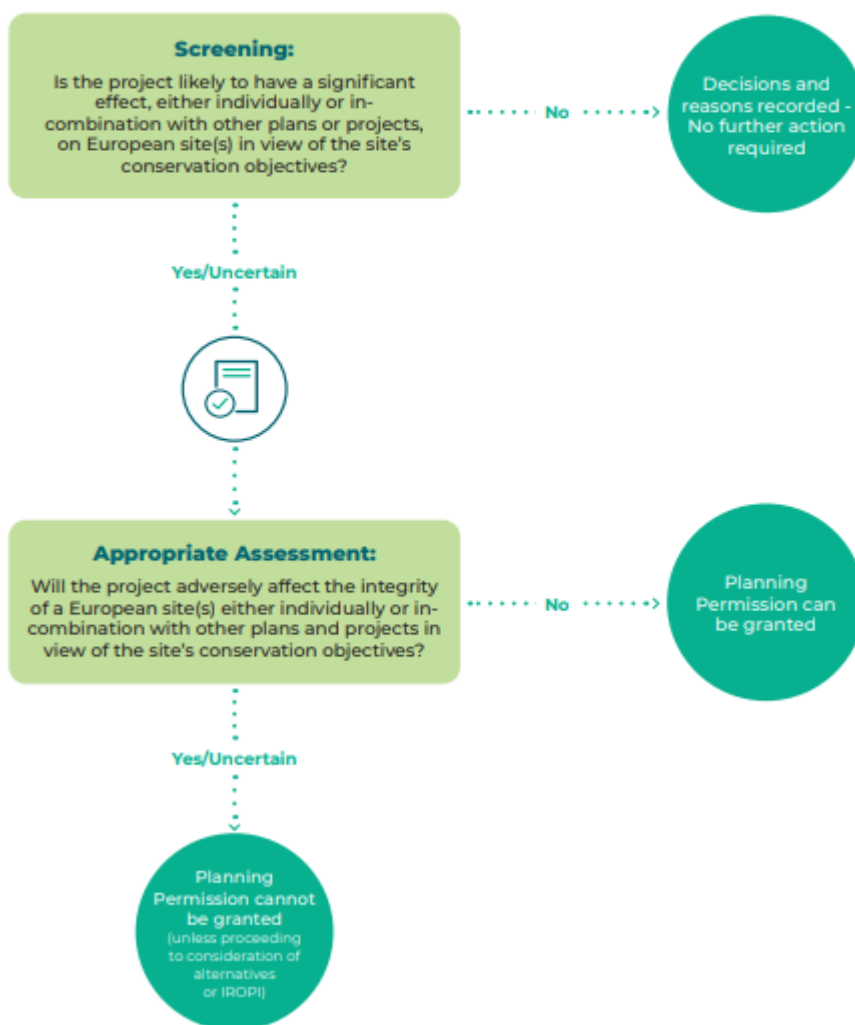 Screening:
Is the project likely to have a significant
effect, either individually or in-
combination with other plans or projects,
on European site(s) in view of the site's
conservation objectives?
No
Decisions and
reasons recorded -
No further action
required
Yes/Uncertain
Appropriate Assessment:
Will the project adversely affect the integrity
of a European site(s) either individually or in-
combination with other plans and projects in
view of the site's conservation objectives?
No
Planning
Permission can
be granted
Yes/Uncertain
Planning
Permission cannot
be granted
(unless proceeding
to consideration of
alternatives
or IROPI)